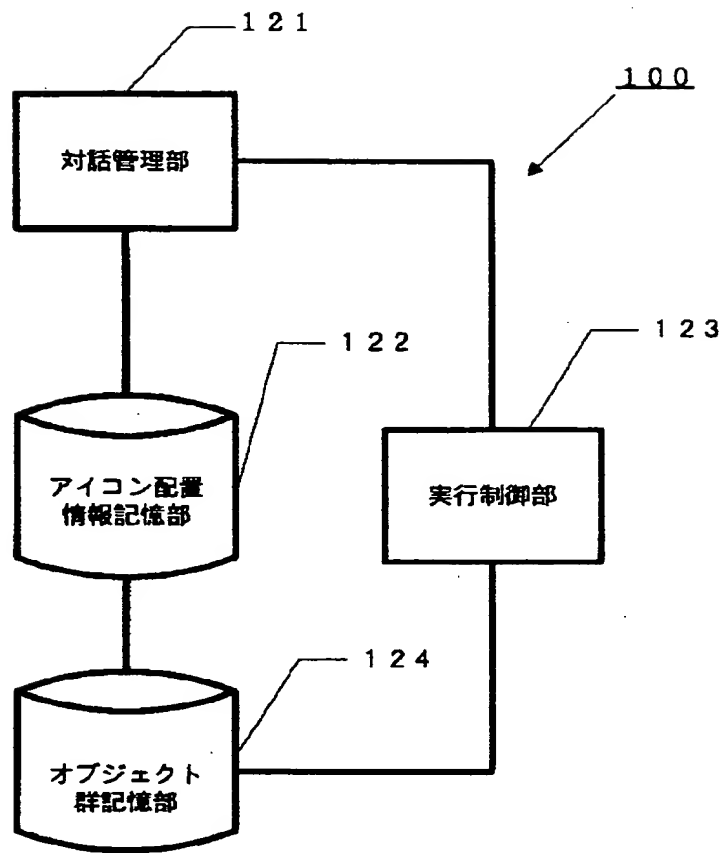 １２１
１００
対話管理部
１２２
１２３
アイコン配置
情報記憶部
実行制御部
１２４
オブジェクト
群記憶部